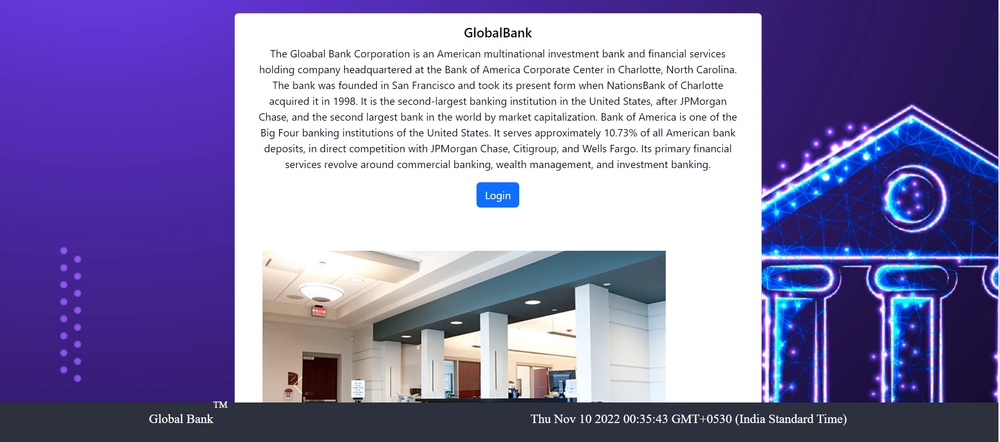 GlobalBank
The Gloabal Bank Corporation is an American multinational investment bank and financial services
holding company headquartered at the Bank of America Corporate Center in Charlotte, North Carolina.
The bank was founded in San Francisco and took its present form when NationsBank of Charlotte
acquired it in 1998. It is the second-largest banking institution in the United States, after JPMorgan
Chase, and the second largest bank in the world by market capitalization. Bank of America is one of the
Big Four banking institutions of the United States. It serves approximately 10.73% of all American bank
deposits, in direct competition with JPMorgan Chase, Citigroup, and Wells Fargo. Its primary financial
services revolve around commercial banking, wealth management, and investment banking.
Login
EXIT
Global Bank™
Thu Nov 10 2022 00:35:43 GMT+0530 (India Standard Time)